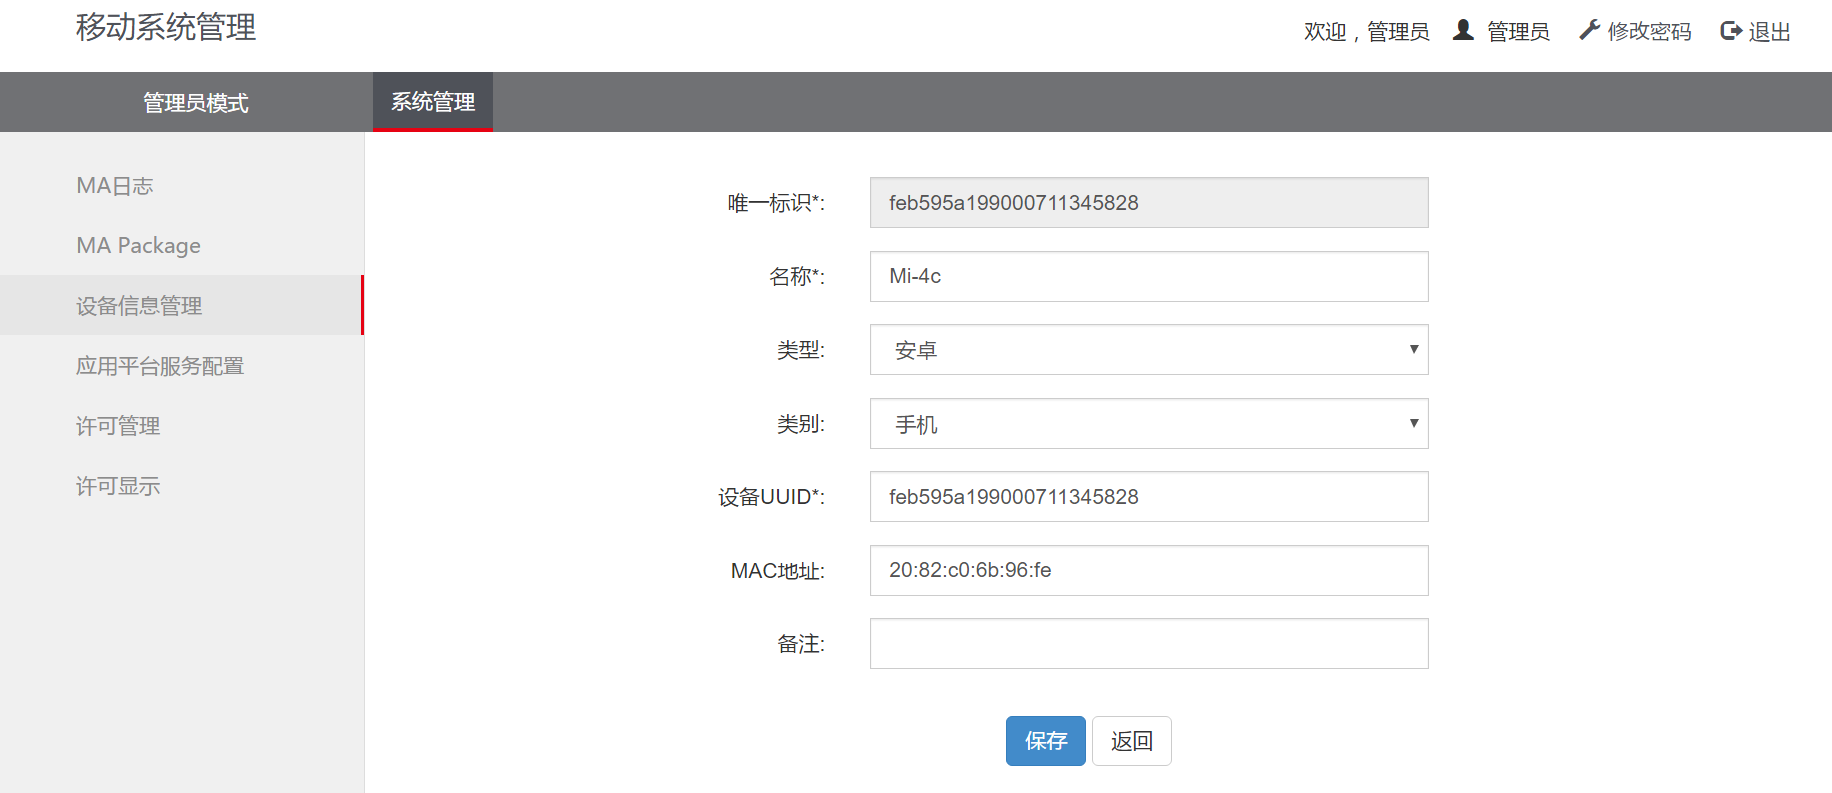 移动系统管理
欢迎，管理员 管理员 修改密码 退出
管理员模式 系统管理
MA日志
MA Package
设备信息管理
应用平台服务配置
许可管理
许可显示
唯一标识*: feb595a199000711345828
名称*: Mi-4c
类型: 安卓
类别: 手机
设备UUID*: feb595a199000711345828
MAC地址: 20:82:c0:6b:96:fe
备注:
保存 返回